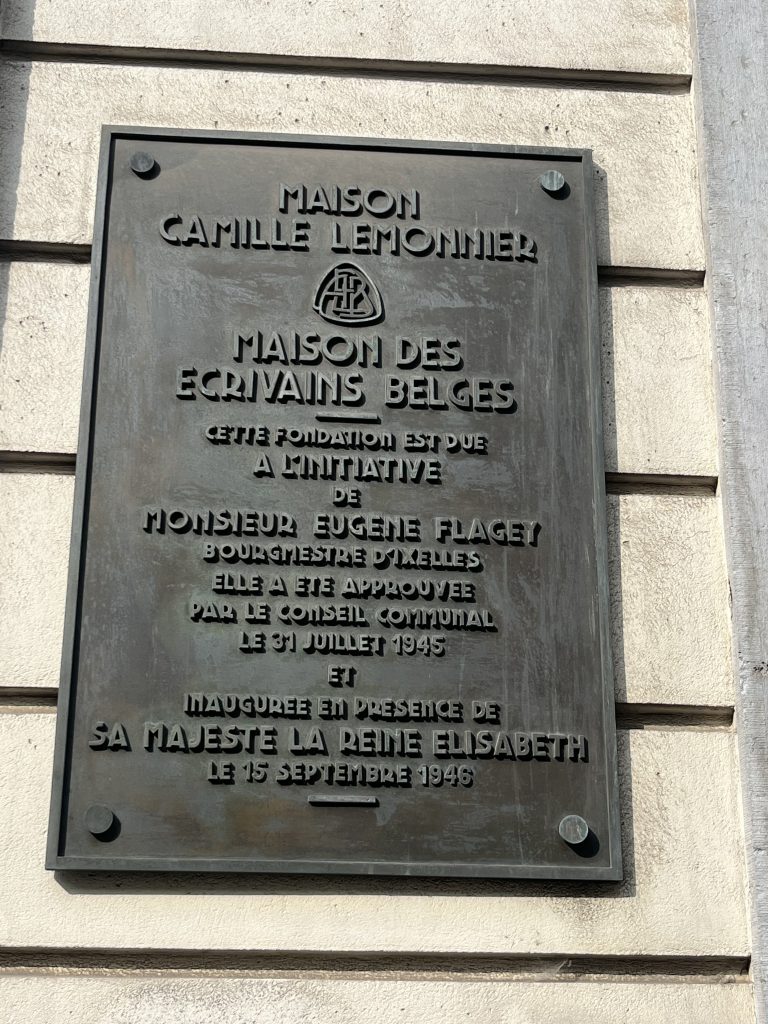 MAISON
CAMILLE LEMONNIER
MAISON DES
ECRIVAINS BELGES
CETTE FONDATION EST DUE
A L'INITIATIVE
DE
MONSIEUR EUGENE FLAGEY
BOURGMESTRE D'IXELLES
ELLE A ETE APPROUVEE
PAR LE CONSEIL COMMUNAL
LE 31 JUILLET 1945
ET
INAUGUREE EN PRESENCE DE
SA MAJESTE LA REINE ELISABETH
LE 15 SEPTEMBRE 1946